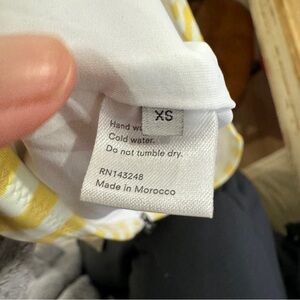 XS
Hand
Cold water.
Do not tumble dry.
RN143248
Made in Morocco